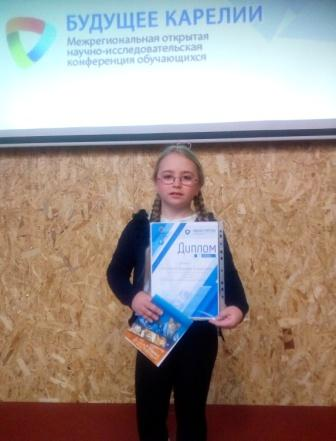 БУДУЩЕЕ КАРЕЛИИ
Межрегиональная открытая
научно-исследовательская
конференция обучающихся
Диплом